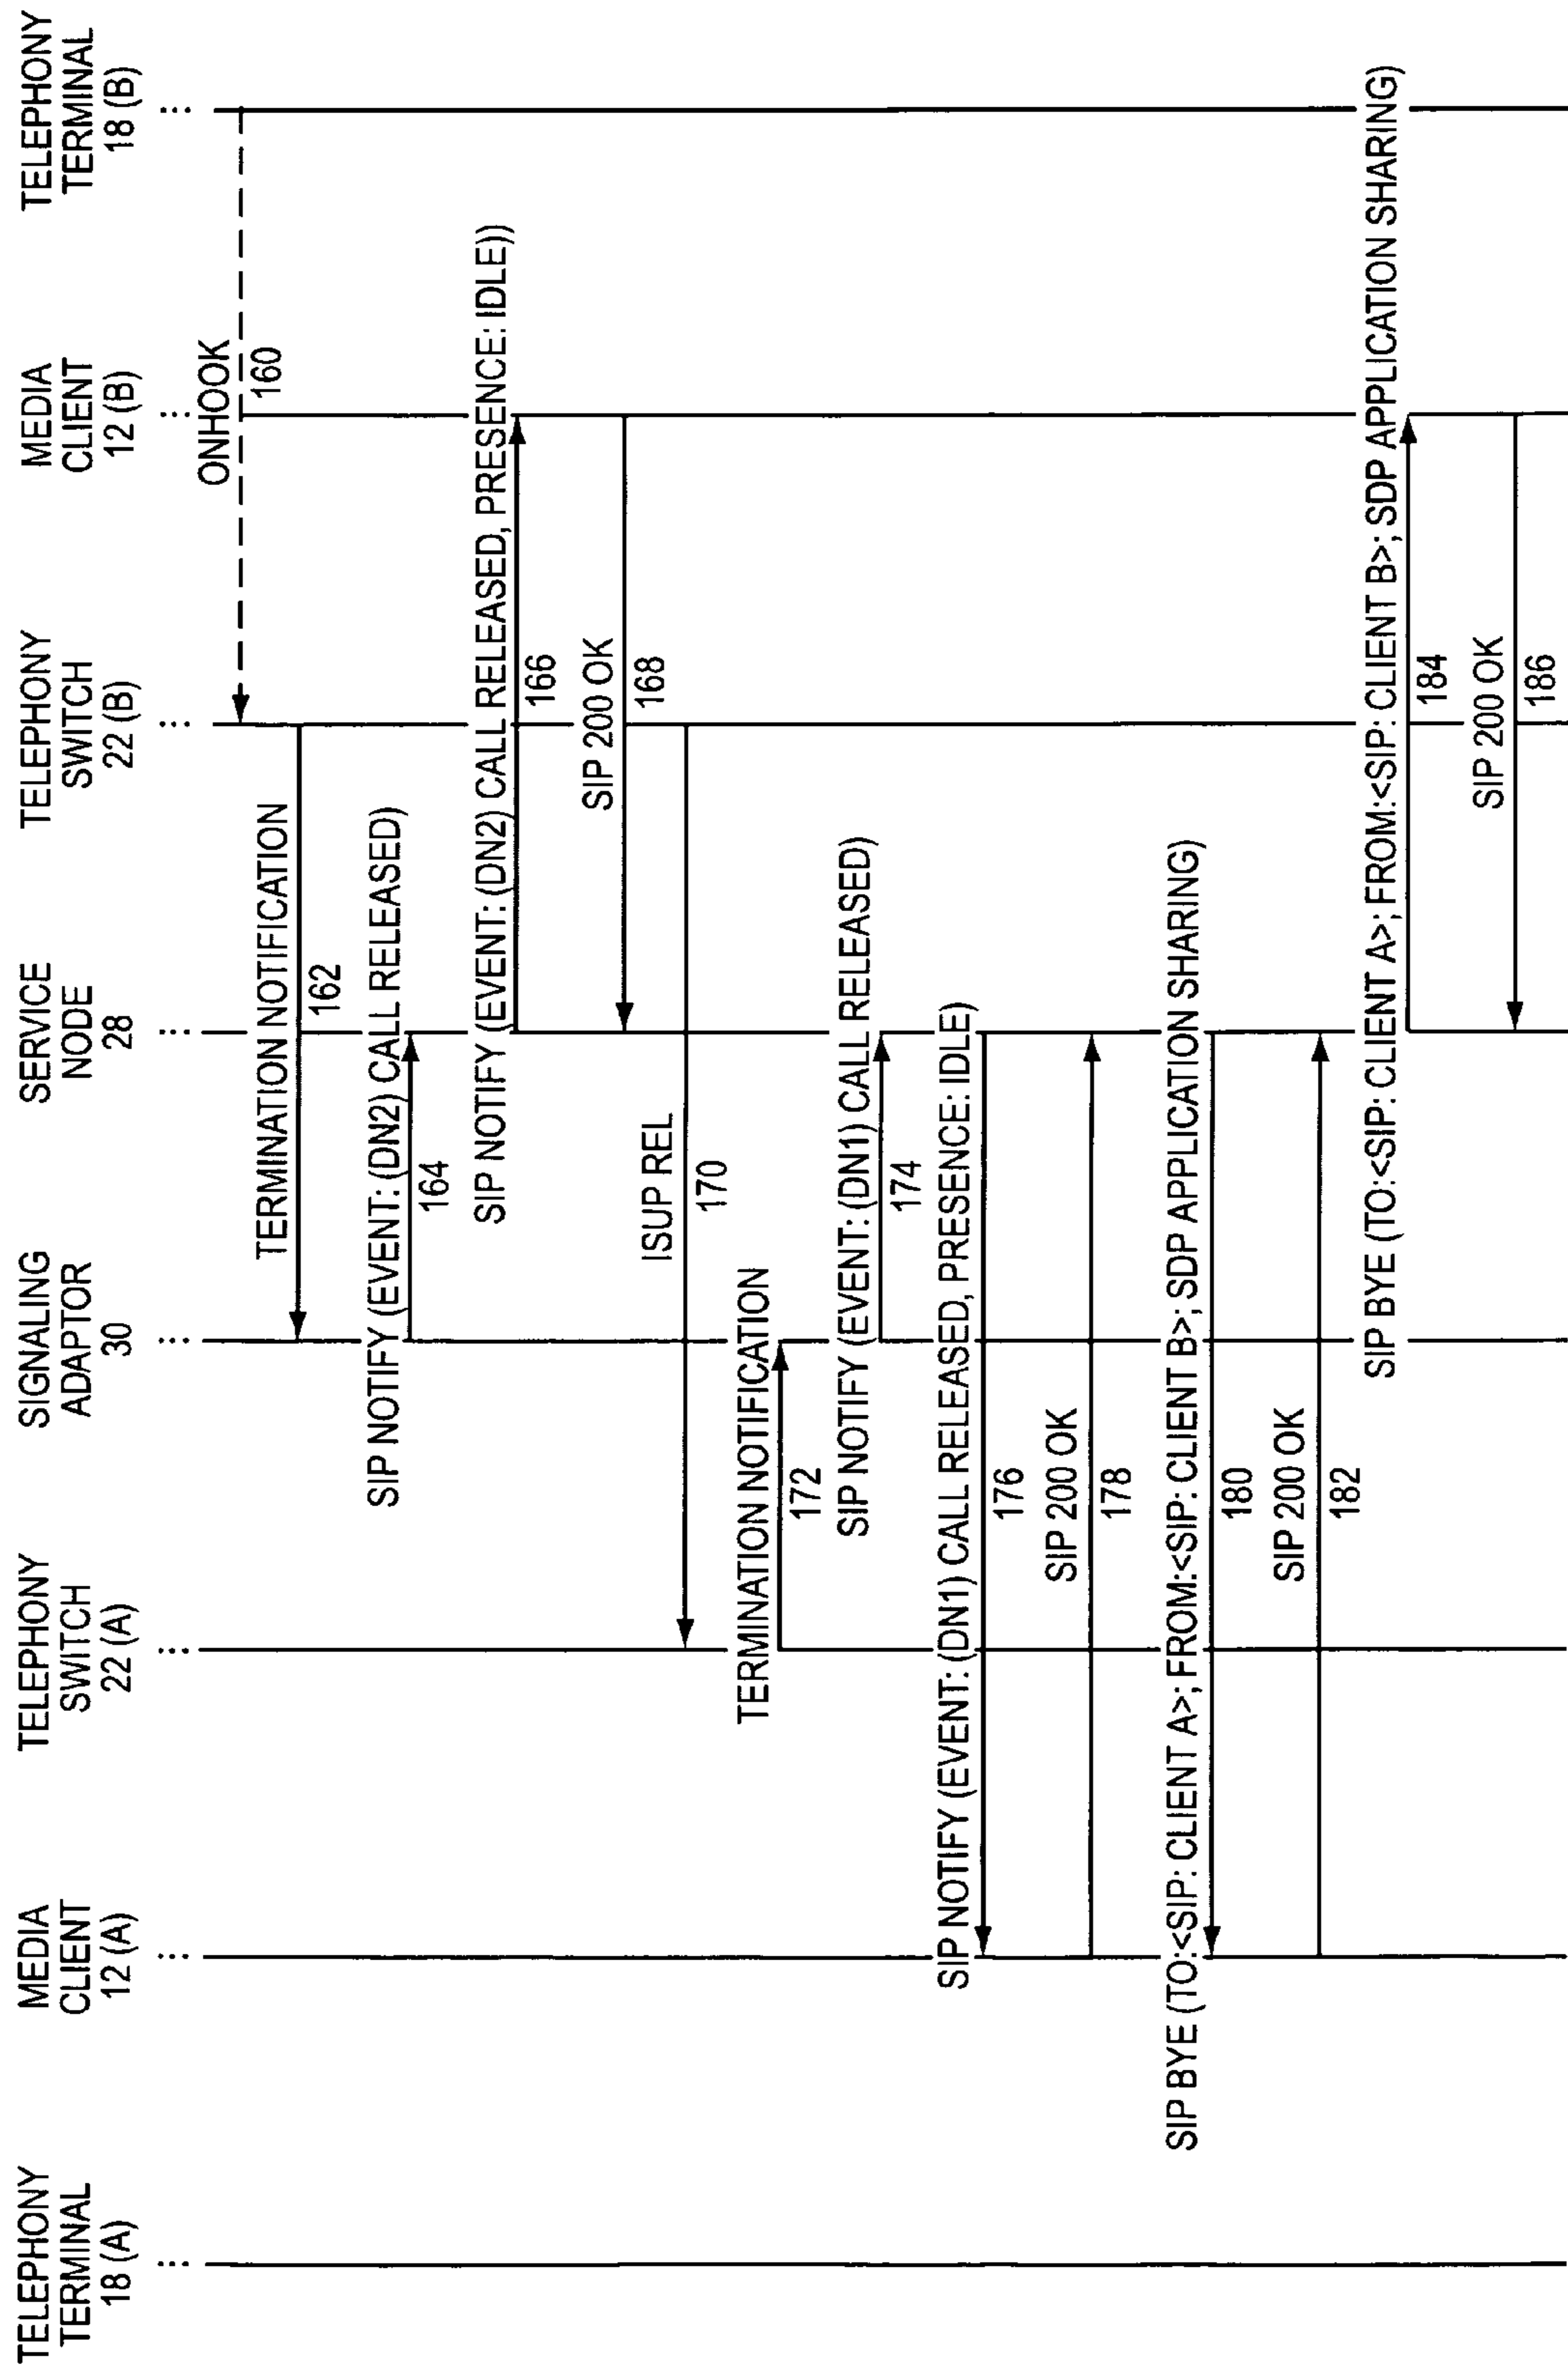 TELEPHONY
TERMINAL
18 (A)
MEDIA
CLIENT
12 (A)
TELEPHONY
SWITCH
22 (A)
SIGNALING
ADAPTOR
30
SERVICE
NODE
28
TELEPHONY
SWITCH
22 (B)
MEDIA
CLIENT
12 (B)
TELEPHONY
TERMINAL
18 (B)
... ... ... ... ... ... ... ...
ONHOOK
160
TERMINATION NOTIFICATION
162
SIP NOTIFY (EVENT: (DN2) CALL RELEASED)
164
SIP NOTIFY (EVENT: (DN2) CALL RELEASED, PRESENCE: IDLE))
166
SIP 200 OK
168
ISUP REL
170
TERMINATION NOTIFICATION
172
SIP NOTIFY (EVENT: (DN1) CALL RELEASED)
174
SIP NOTIFY (EVENT: (DN1) CALL RELEASED, PRESENCE: IDLE)
176
SIP 200 OK
178
SIP BYE (TO:<SIP: CLIENT A>; FROM:<SIP: CLIENT B>; SDP APPLICATION SHARING)
180
SIP 200 OK
182
SIP BYE (TO:<SIP: CLIENT A>; FROM:<SIP: CLIENT B>; SDP APPLICATION SHARING)
184
SIP 200 OK
186